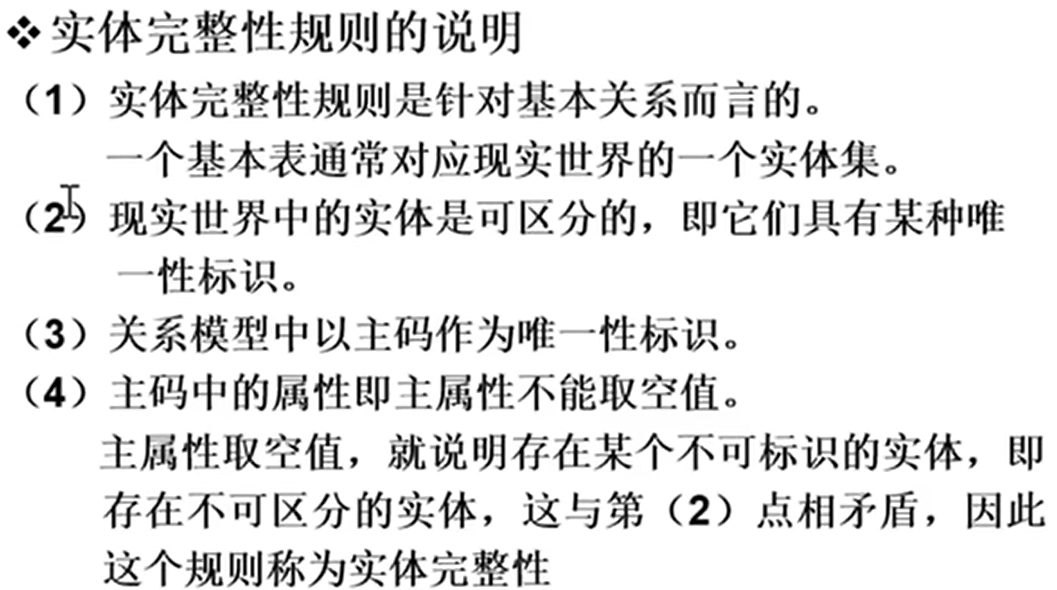 ❖实体完整性规则的说明
（1）实体完整性规则是针对基本关系而言的。
一个基本表通常对应现实世界的一个实体集。
（2）现实世界中的实体是可区分的，即它们具有某种唯
一性标识。
（3）关系模型中以主码作为唯一性标识。
（4）主码中的属性即主属性不能取空值。
主属性取空值，就说明存在某个不可标识的实体，即
存在不可区分的实体，这与第（2）点相矛盾，因此
这个规则称为实体完整性